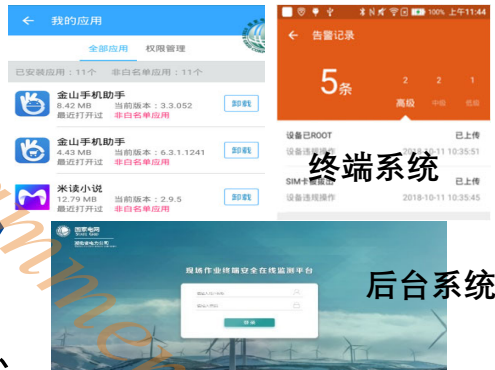 我的应用
全部应用 权限管理
已安装应用：11个 非白名单应用：11个
金山手机助手
8.42 MB 当前版本：3.3.052
最近打开过 非白名单应用
卸载
金山手机助手
4.43 MB 当前版本：6.3.1.1241
最近打开过 非白名单应用
卸载
米读小说
12.79 MB 当前版本：2.9.5
最近打开过 非白名单应用
卸载
100% 上午11:44
告警记录
5条
2 2 1
高级 中级 低级
设备已ROOT 已上传
设备违规操作 2018-10-11 10:35:51
终端系统
SIM卡被拔出 已上传
设备违规操作 2018-10-11 10:35:45
国家电网
STATE GRID
现场作业终端安全在线监测平台
登录
后台系统